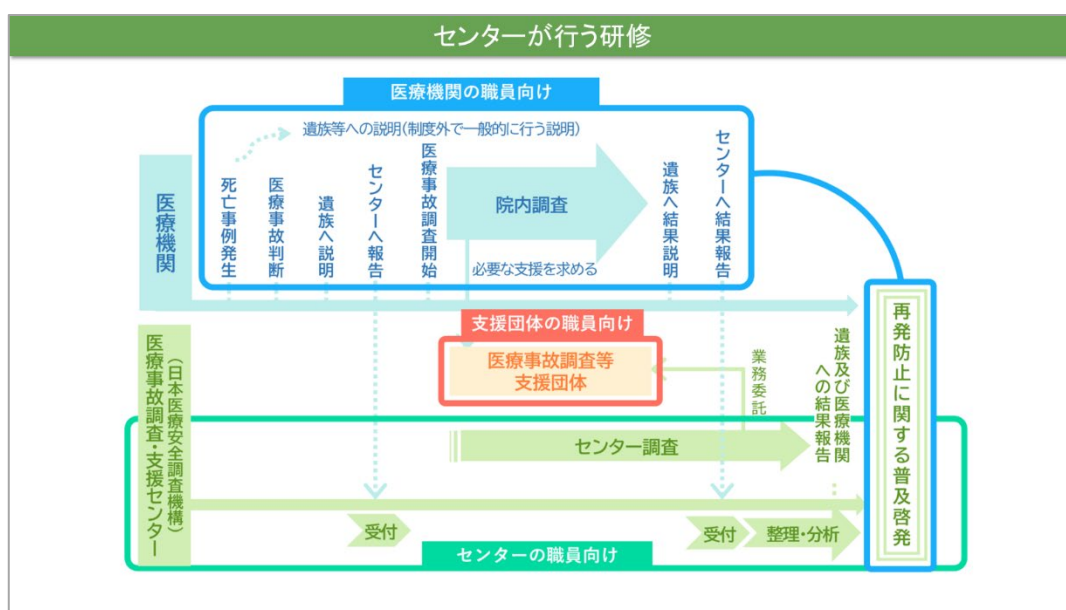 センターが行う研修
医療機関の職員向け
遺族等への説明(制度外で一般的に行う説明)
医療機関
死亡事例発生
医療事故判断
遺族へ説明
センターへ報告
医療事故調査開始
院内調査
必要な支援を求める
遺族へ結果説明
センターへ結果報告
支援団体の職員向け
医療事故調査等
支援団体
業務委託
遺族及び医療機関
への結果報告
再発防止に関する普及啓発
医療事故調査・支援センター
(日本医療安全調査機構)
センター調査
受付
受付
整理・分析
センターの職員向け